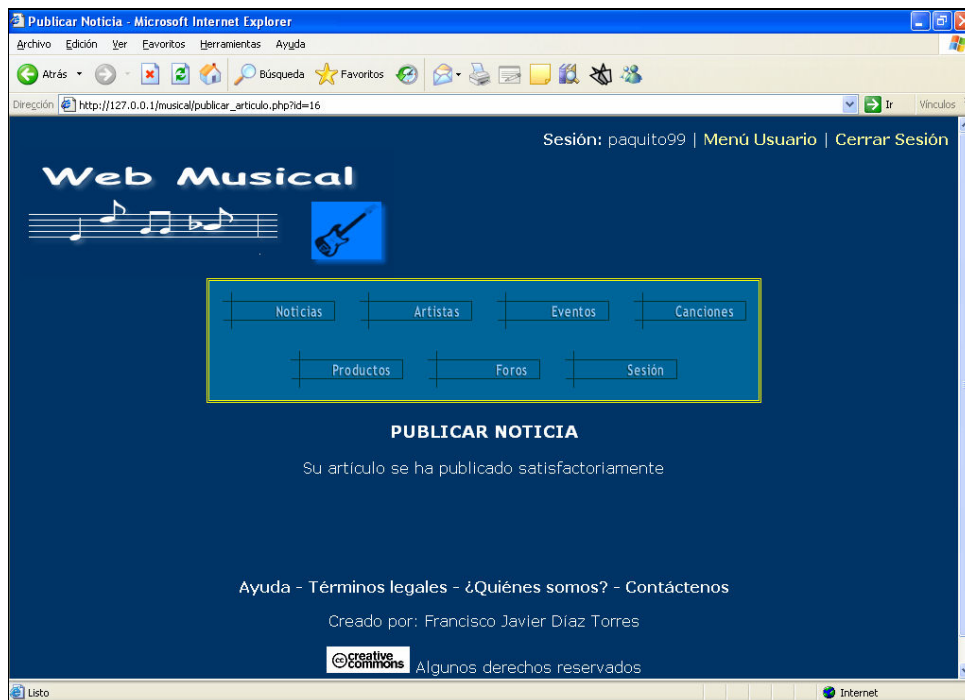 Publicar Noticia - Microsoft Internet Explorer
Archivo Edición Ver Favoritos Herramientas Ayuda
Atrás Búsqueda Favoritos
Dirección http://127.0.0.1/musical/publicar_articulo.php?id=16 Ir Vínculos
Sesión: paquito99 | Menú Usuario | Cerrar Sesión
Web Musical
Noticias Artistas Eventos Canciones
Productos Foros Sesión
PUBLICAR NOTICIA
Su artículo se ha publicado satisfactoriamente
Ayuda - Términos legales - ¿Quiénes somos? - Contáctenos
Creado por: Francisco Javier Díaz Torres
cc creative commons Algunos derechos reservados
Listo Internet